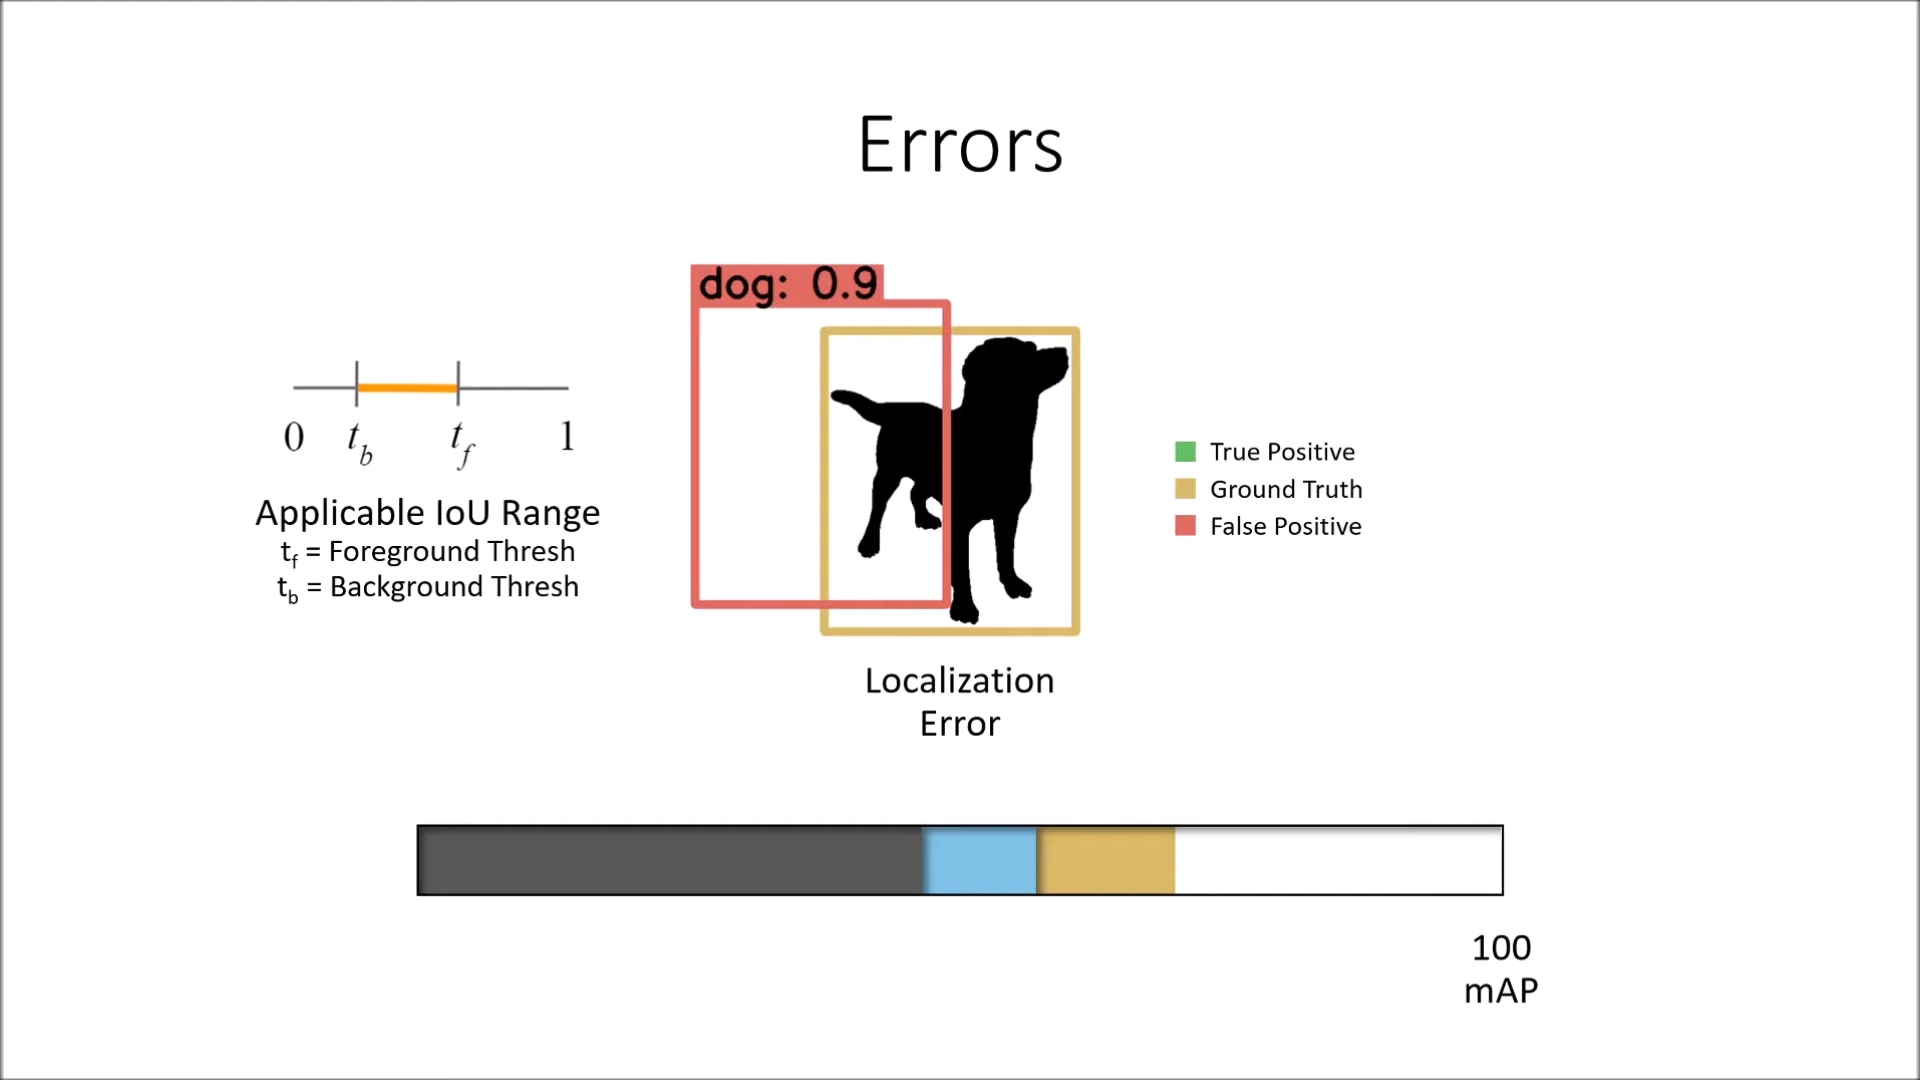 Errors
dog: 0.9
0 t_b t_f 1
Applicable IoU Range
t_f = Foreground Thresh
t_b = Background Thresh
True Positive
Ground Truth
False Positive
Localization
Error
100
mAP